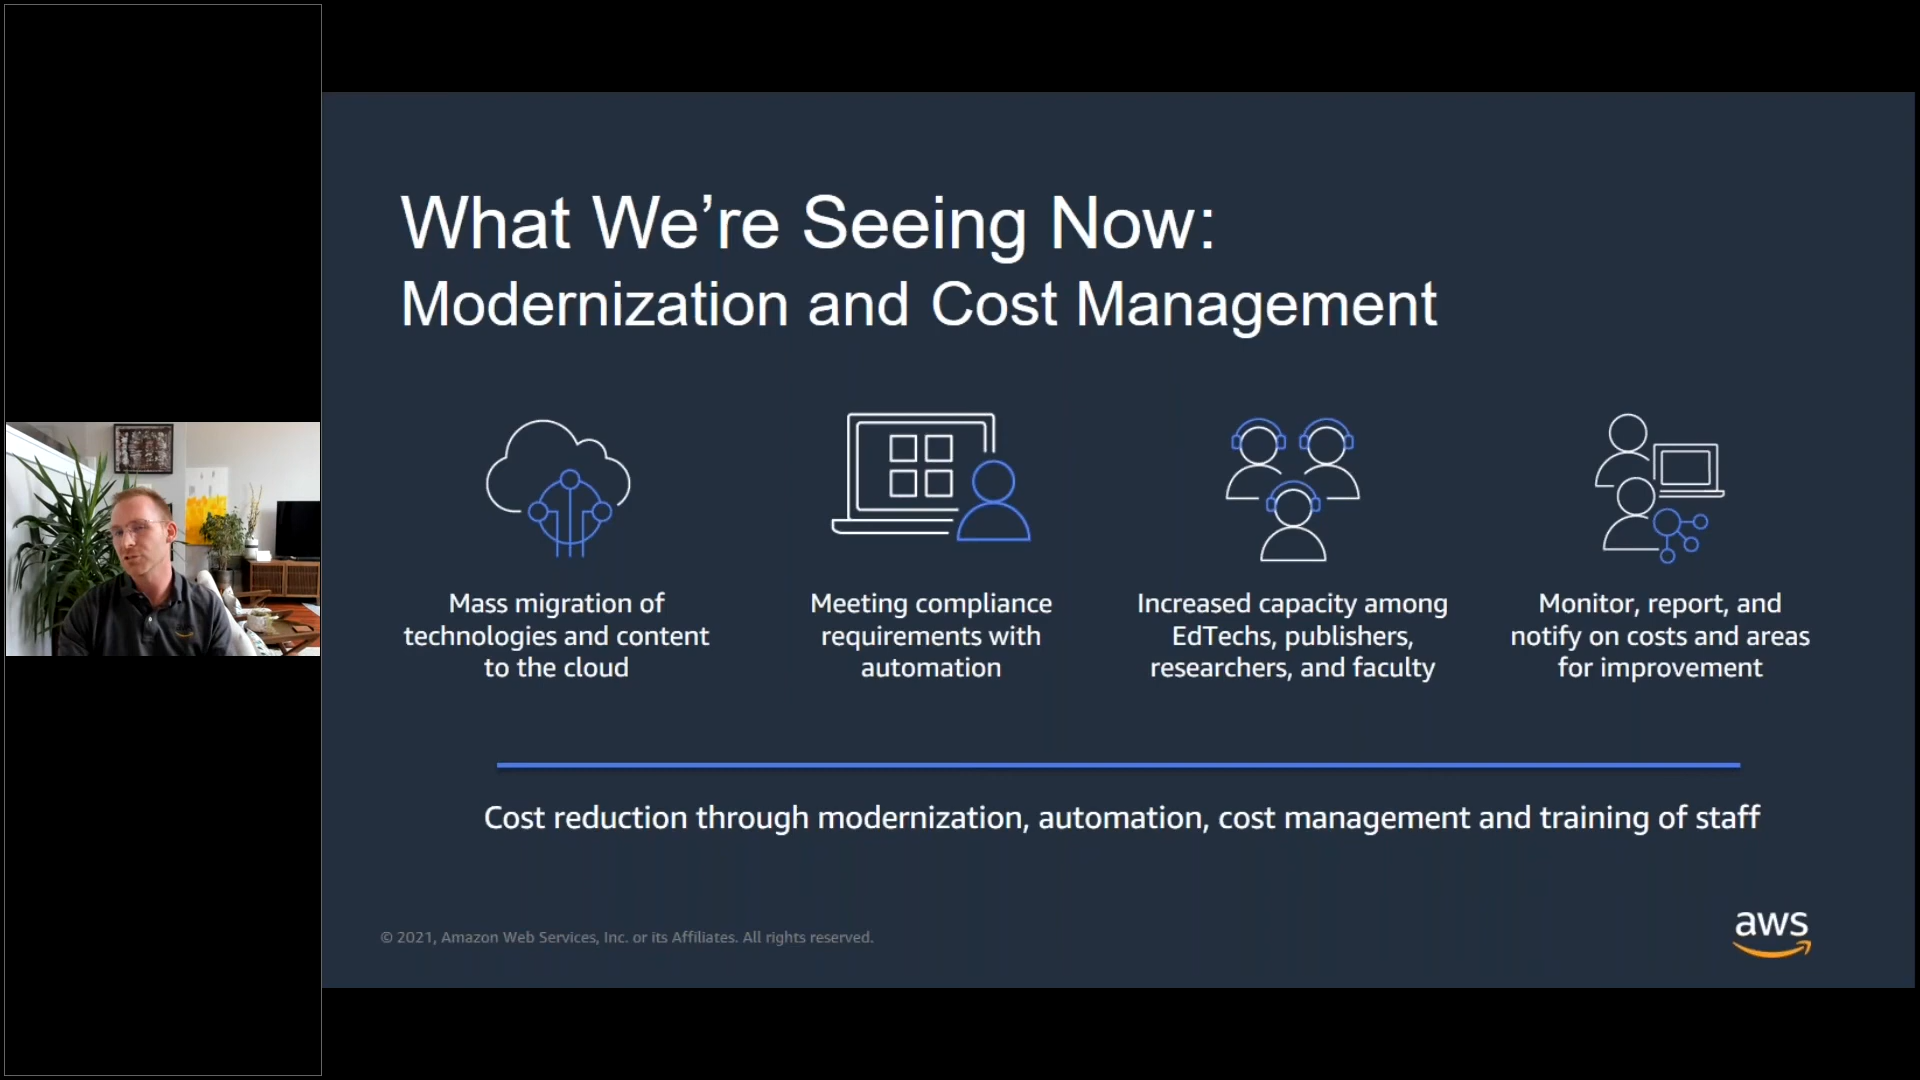 What We’re Seeing Now:
Modernization and Cost Management
Mass migration of
technologies and content
to the cloud
Meeting compliance
requirements with
automation
Increased capacity among
EdTechs, publishers,
researchers, and faculty
Monitor, report, and
notify on costs and areas
for improvement
Cost reduction through modernization, automation, cost management and training of staff
© 2021, Amazon Web Services, Inc. or its Affiliates. All rights reserved.
aws